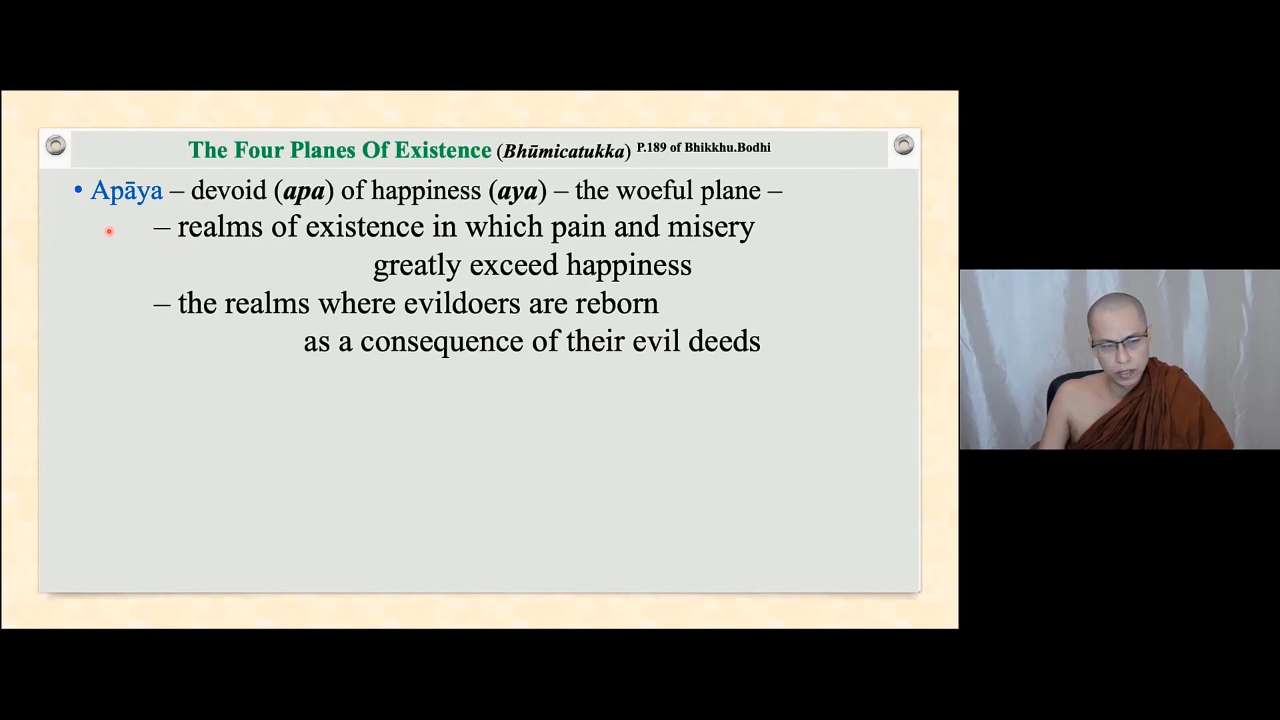 The Four Planes Of Existence (Bhūmicatukka) P.189 of Bhikkhu.Bodhi
• Apāya – devoid (apa) of happiness (aya) – the woeful plane –
– realms of existence in which pain and misery
greatly exceed happiness
– the realms where evildoers are reborn
as a consequence of their evil deeds